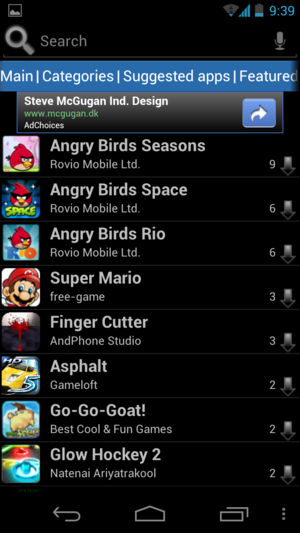 9:39
Search
Main|Categories|Suggested apps|Featured
Steve McGugan Ind. Design
www.mcgugan.dk
AdChoices
Angry Birds Seasons
Rovio Mobile Ltd.
9
SPACE
Angry Birds Space
Rovio Mobile Ltd.
6
Angry Birds Rio
Rovio Mobile Ltd.
6
Super Mario
free-game
3
Finger Cutter
AndPhone Studio
3
Asphalt
Gameloft
2
Go-Go-Goat!
Best Cool & Fun Games
2
Glow Hockey 2
Natenai Ariyatrakool
2